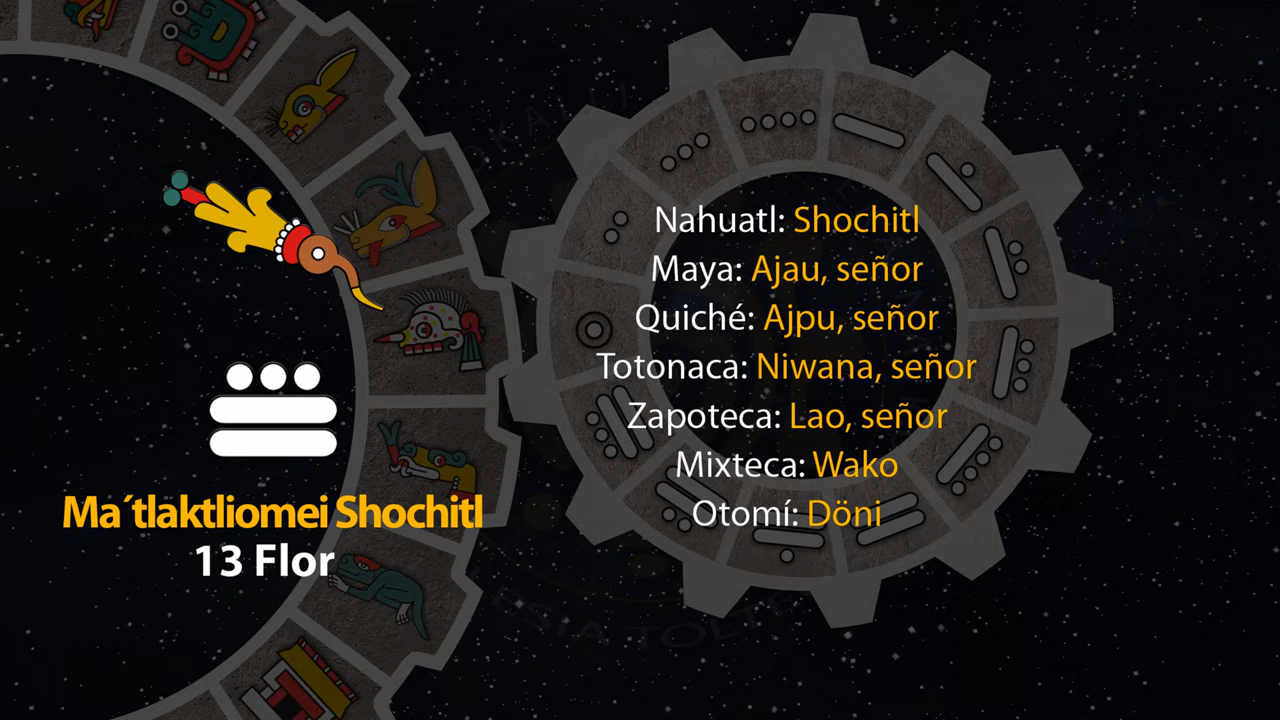 Nahuatl: Shochitl
Maya: Ajau, señor
Quiché: Ajpu, señor
Totonaca: Niwana, señor
Zapoteca: Lao, señor
Mixteca: Wako
Otomí: Döni
Ma´tlaktliomei Shochitl
13 Flor